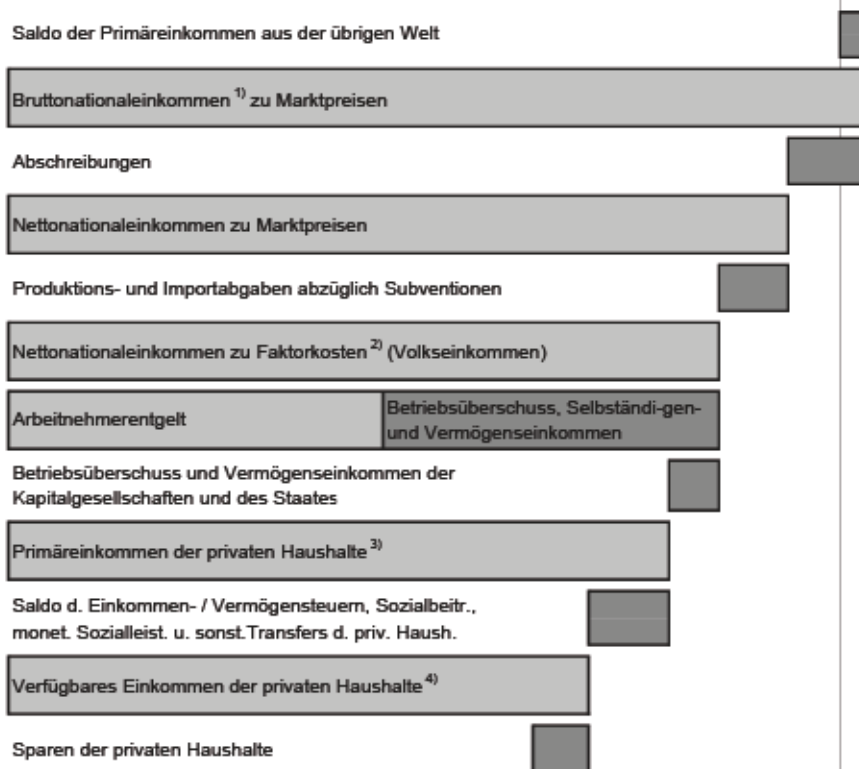 Saldo der Primäreinkommen aus der übrigen Welt
Bruttonationaleinkommen 1) zu Marktpreisen
Abschreibungen
Nettonationaleinkommen zu Marktpreisen
Produktions- und Importabgaben abzüglich Subventionen
Nettonationaleinkommen zu Faktorkosten 2) (Volkseinkommen)
Arbeitnehmerentgelt
Betriebsüberschuss, Selbständi-gen-
und Vermögenseinkommen
Betriebsüberschuss und Vermögenseinkommen der
Kapitalgesellschaften und des Staates
Primäreinkommen der privaten Haushalte 3)
Saldo d. Einkommen- / Vermögensteuern, Sozialbeitr.,
monet. Sozialleist. u. sonst.Transfers d. priv. Haush.
Verfügbares Einkommen der privaten Haushalte 4)
Sparen der privaten Haushalte